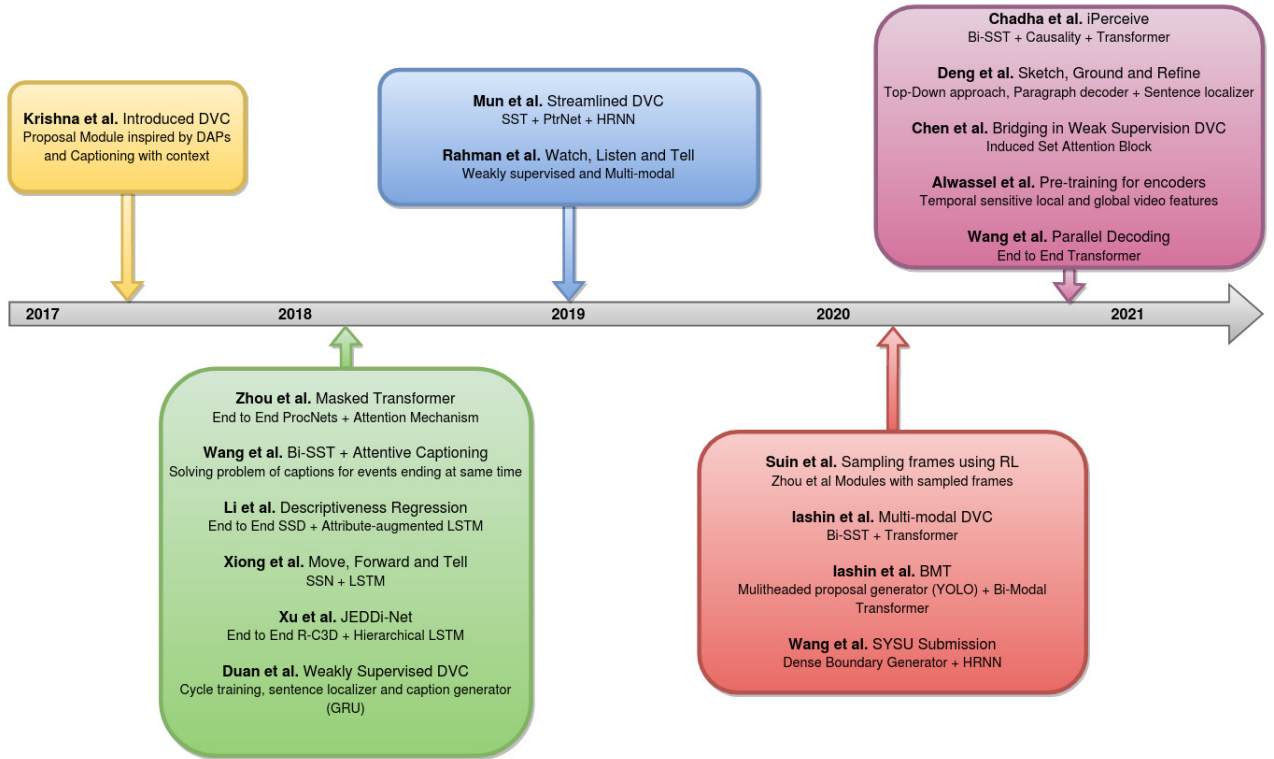 Krishna et al. Introduced DVC
Proposal Module inspired by DAPs
and Captioning with context
Mun et al. Streamlined DVC
SST + PtrNet + HRNN
Rahman et al. Watch, Listen and Tell
Weakly supervised and Multi-modal
Chadha et al. iPerceive
Bi-SST + Causality + Transformer
Deng et al. Sketch, Ground and Refine
Top-Down approach, Paragraph decoder + Sentence localizer
Chen et al. Bridging in Weak Supervision DVC
Induced Set Attention Block
Alwassel et al. Pre-training for encoders
Temporal sensitive local and global video features
Wang et al. Parallel Decoding
End to End Transformer
2017
2018
2019
2020
2021
Zhou et al. Masked Transformer
End to End ProcNets + Attention Mechanism
Wang et al. Bi-SST + Attentive Captioning
Solving problem of captions for events ending at same time
Li et al. Descriptiveness Regression
End to End SSD + Attribute-augmented LSTM
Xiong et al. Move, Forward and Tell
SSN + LSTM
Xu et al. JEDDi-Net
End to End R-C3D + Hierarchical LSTM
Duan et al. Weakly Supervised DVC
Cycle training, sentence localizer and caption generator
(GRU)
Suin et al. Sampling frames using RL
Zhou et al Modules with sampled frames
Iashin et al. Multi-modal DVC
Bi-SST + Transformer
Iashin et al. BMT
Mulitheaded proposal generator (YOLO) + Bi-Modal
Transformer
Wang et al. SYSU Submission
Dense Boundary Generator + HRNN